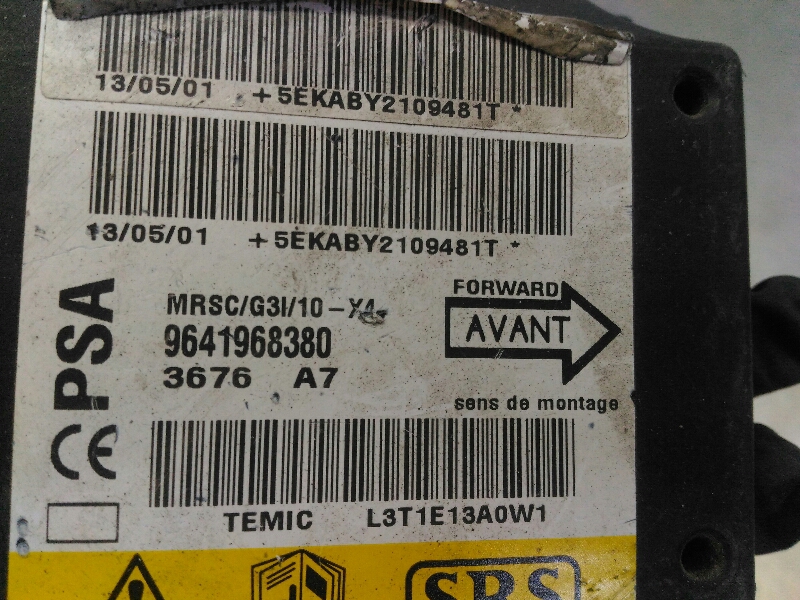 13/05/01 +5EKABY2109481T *
13/05/01 +5EKABY2109481T *
PSA
MRSC/G3I/10-X4
9641968380
3676 A7
FORWARD
AVANT
sens de montage
CE
TEMIC L3T1E13A0W1
SRS